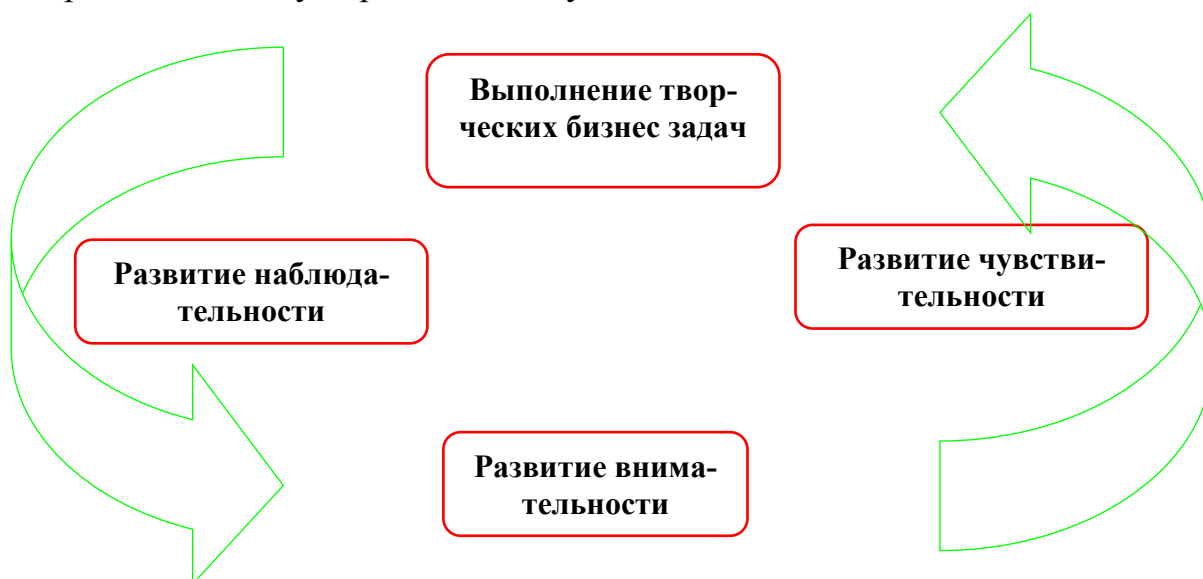 Выполнение твор-
ческих бизнес задач
Развитие наблюда-
тельности
Развитие чувстви-
тельности
Развитие внима-
тельности